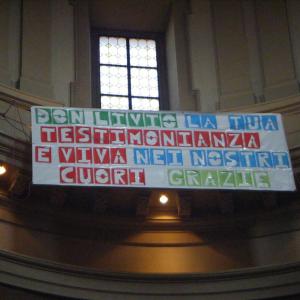 DON LIVIO LA TUA
TESTIMONIANZA
E VIVA NEI NOSTRI
CUORI GRAZIE